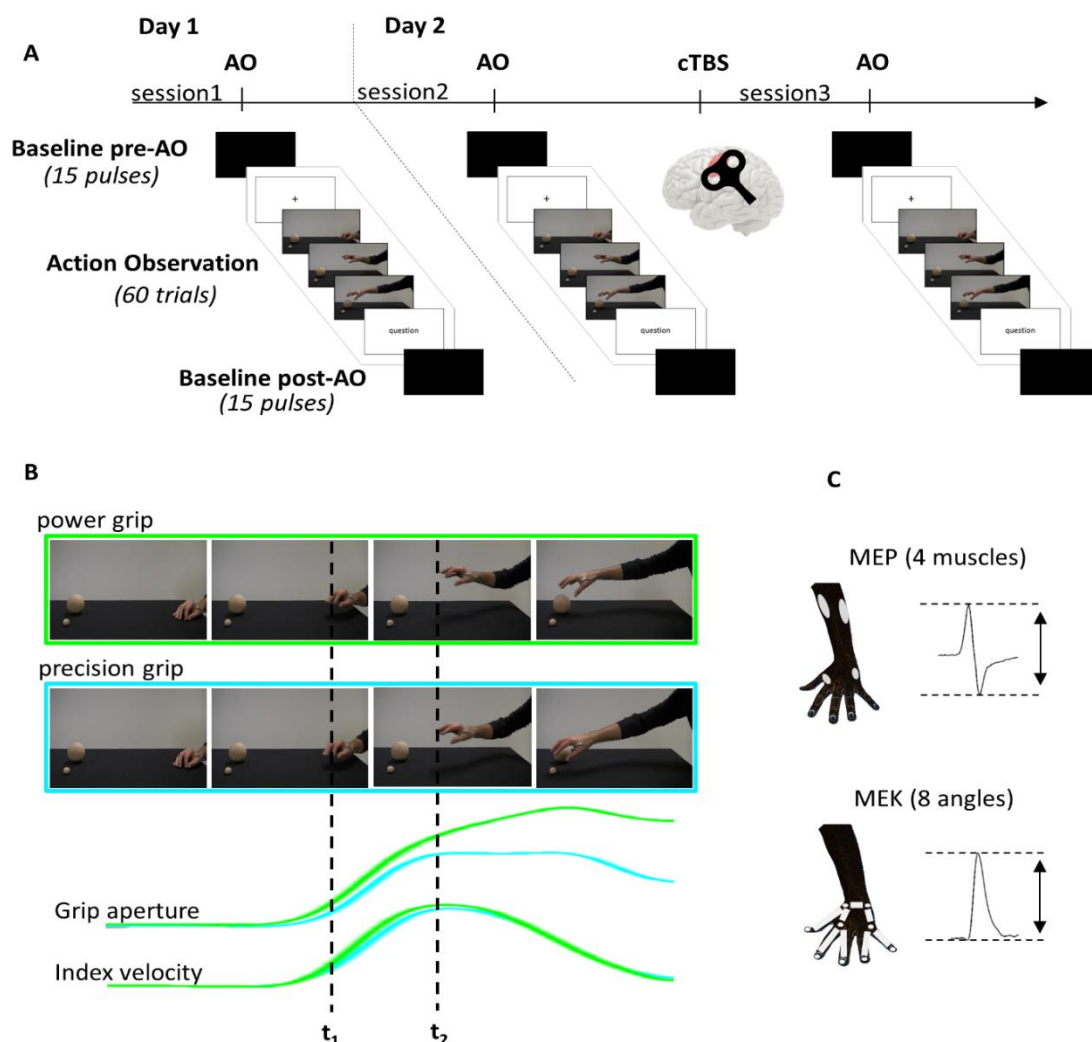 Day 1
Day 2
A
AO
AO
cTBS
AO
session1
session2
session3
Baseline pre-AO
(15 pulses)
+
+
+
Action Observation
(60 trials)
question
question
question
Baseline post-AO
(15 pulses)
B
C
power grip
MEP (4 muscles)
precision grip
MEK (8 angles)
Grip aperture
Index velocity
t1
t2